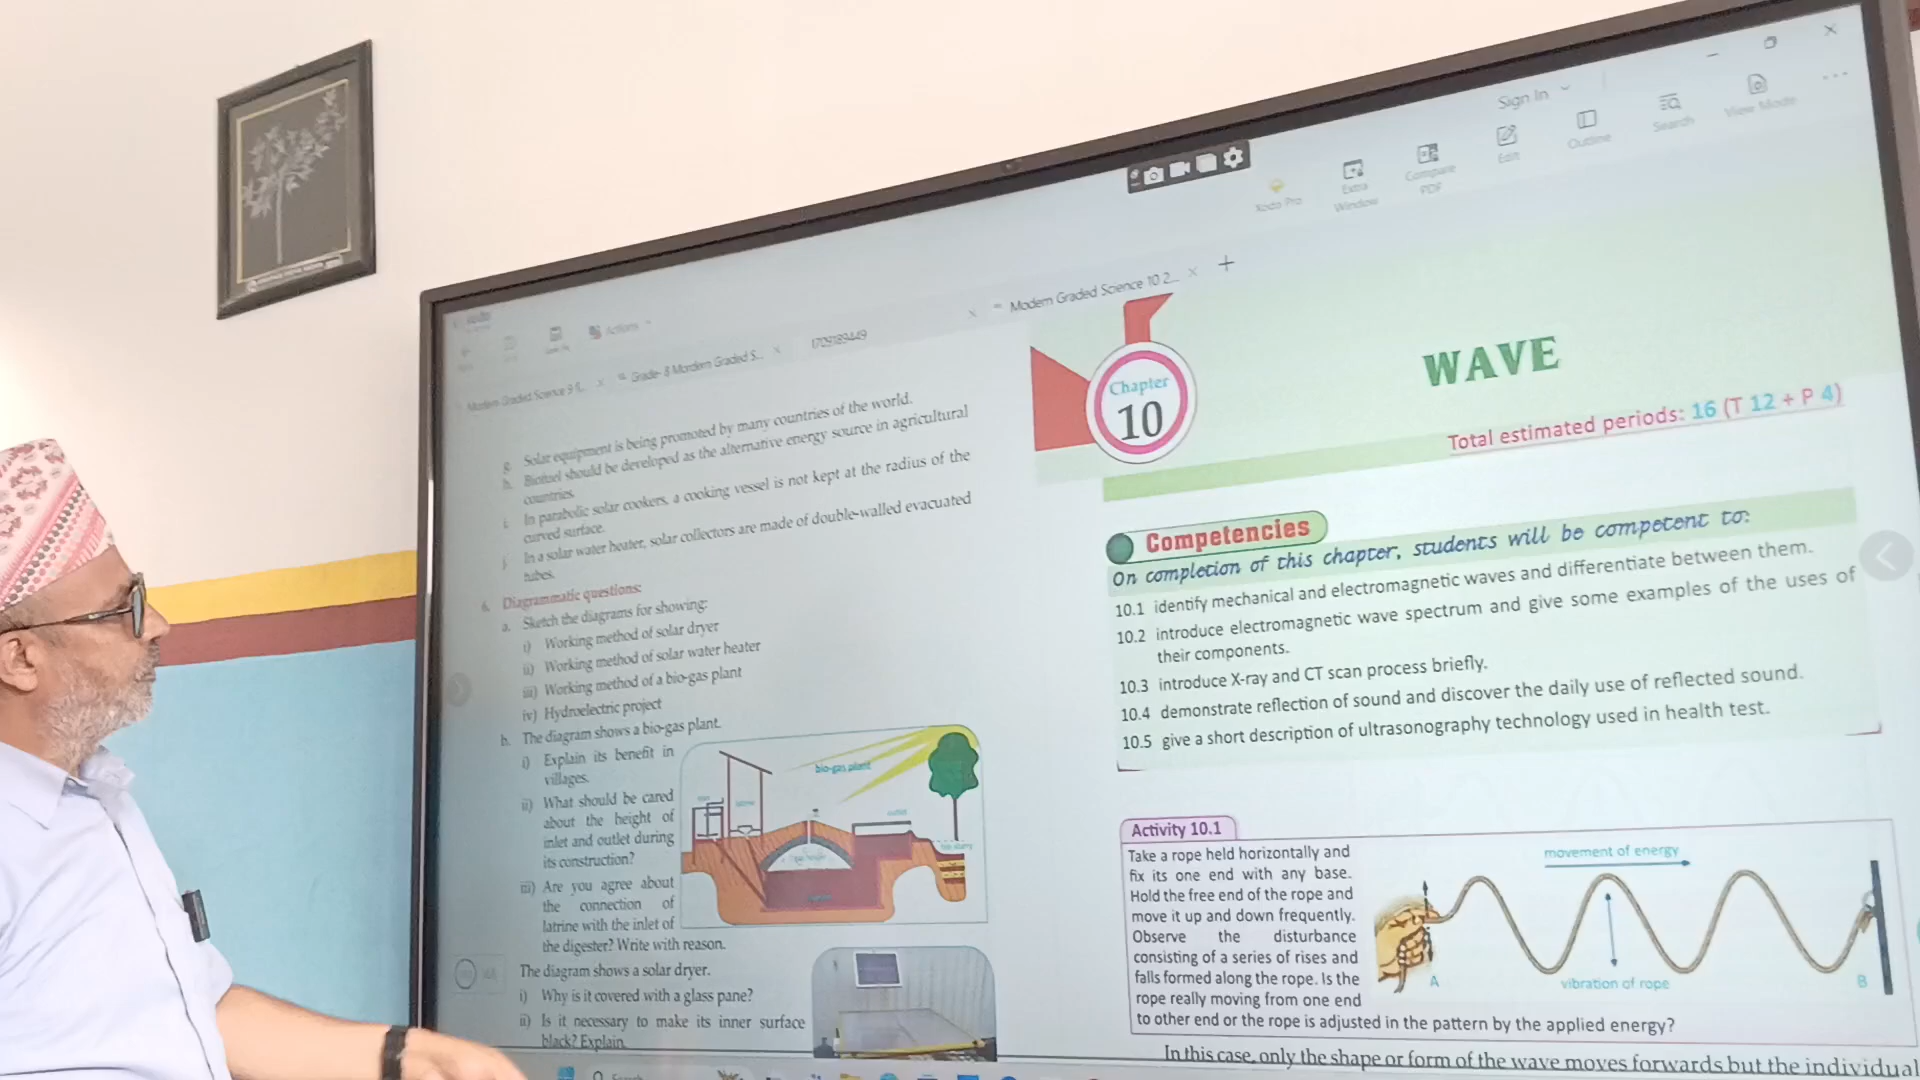 Sign In
Xodo Pro
Extra Window
Compare PDF
Edit
Outline
Search
View Mode
Actions
Grade- 8 Mordern Graded S...
1709189449
Modern Graded Science 10 2...
g. Solar equipment is being promoted by many countries of the world.
h. Biofuel should be developed as the alternative energy source in agricultural
countries.
i. In parabolic solar cookers, a cooking vessel is not kept at the radius of the
curved surface.
j. In a solar water heater, solar collectors are made of double-walled evacuated
tubes.
6. Diagrammatic questions:
a. Sketch the diagrams for showing:
i) Working method of solar dryer
ii) Working method of solar water heater
iii) Working method of a bio-gas plant
iv) Hydroelectric project
b. The diagram shows a bio-gas plant.
i) Explain its benefit in
villages.
ii) What should be cared
about the height of
inlet and outlet during
its construction?
iii) Are you agree about
the connection of
latrine with the inlet of
the digester? Write with reason.
bio-gas plant
The diagram shows a solar dryer.
i) Why is it covered with a glass pane?
ii) Is it necessary to make its inner surface
black? Explain.
Chapter
10
WAVE
Total estimated periods: 16 (T 12 + P 4)
Competencies
On completion of this chapter, students will be competent to:
10.1 identify mechanical and electromagnetic waves and differentiate between them.
10.2 introduce electromagnetic wave spectrum and give some examples of the uses of
their components.
10.3 introduce X-ray and CT scan process briefly.
10.4 demonstrate reflection of sound and discover the daily use of reflected sound.
10.5 give a short description of ultrasonography technology used in health test.
Activity 10.1
Take a rope held horizontally and
fix its one end with any base.
Hold the free end of the rope and
move it up and down frequently.
Observe the disturbance
consisting of a series of rises and
falls formed along the rope. Is the
rope really moving from one end
to other end or the rope is adjusted in the pattern by the applied energy?
movement of energy
A
vibration of rope
B
In this case, only the shape or form of the wave moves forwards but the individual